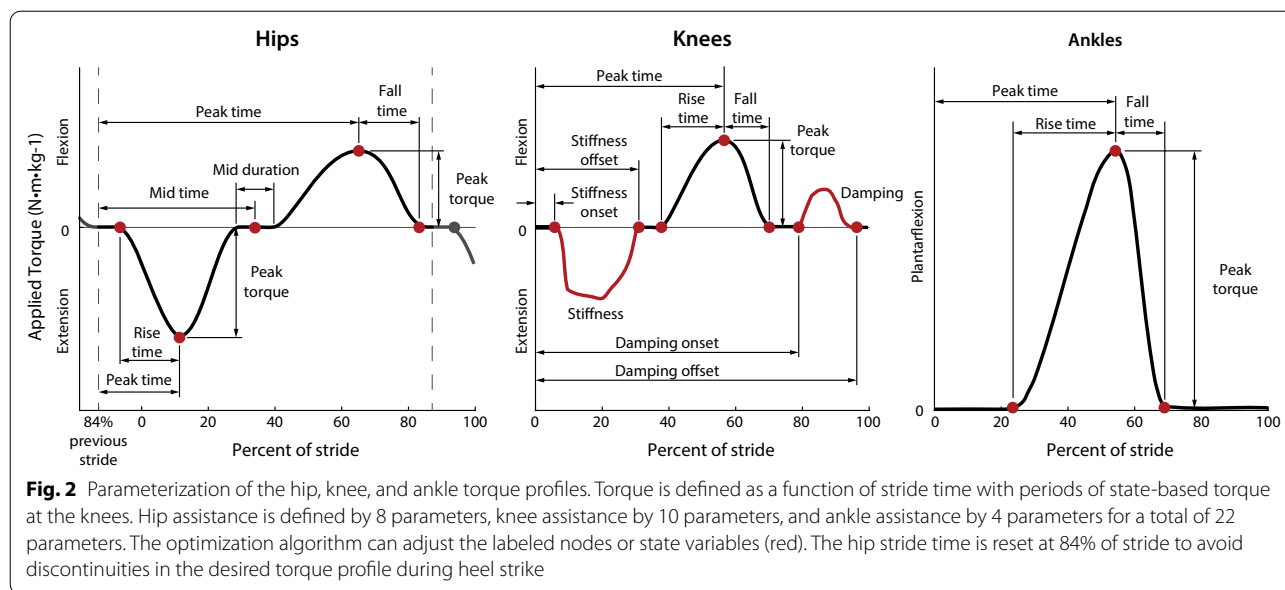 Hips
Knees
Ankles
Applied Torque (N•m•kg-1)
Flexion
Extension
0
Peak time
Fall
time
Mid duration
Mid time
Peak
torque
Peak
torque
Rise
time
Peak time
84%
previous
stride
0
20
40
60
80
100
Percent of stride
Flexion
Extension
0
Peak time
Rise
time
Fall
time
Stiffness
offset
Stiffness
onset
Peak
torque
Damping
Stiffness
Damping onset
Damping offset
0
20
40
60
80
100
Percent of stride
Plantarflexion
0
Peak time
Fall
time
Rise time
Peak
torque
0
20
40
60
80
100
Percent of stride
Fig. 2 Parameterization of the hip, knee, and ankle torque profiles. Torque is defined as a function of stride time with periods of state-based torque
at the knees. Hip assistance is defined by 8 parameters, knee assistance by 10 parameters, and ankle assistance by 4 parameters for a total of 22
parameters. The optimization algorithm can adjust the labeled nodes or state variables (red). The hip stride time is reset at 84% of stride to avoid
discontinuities in the desired torque profile during heel strike